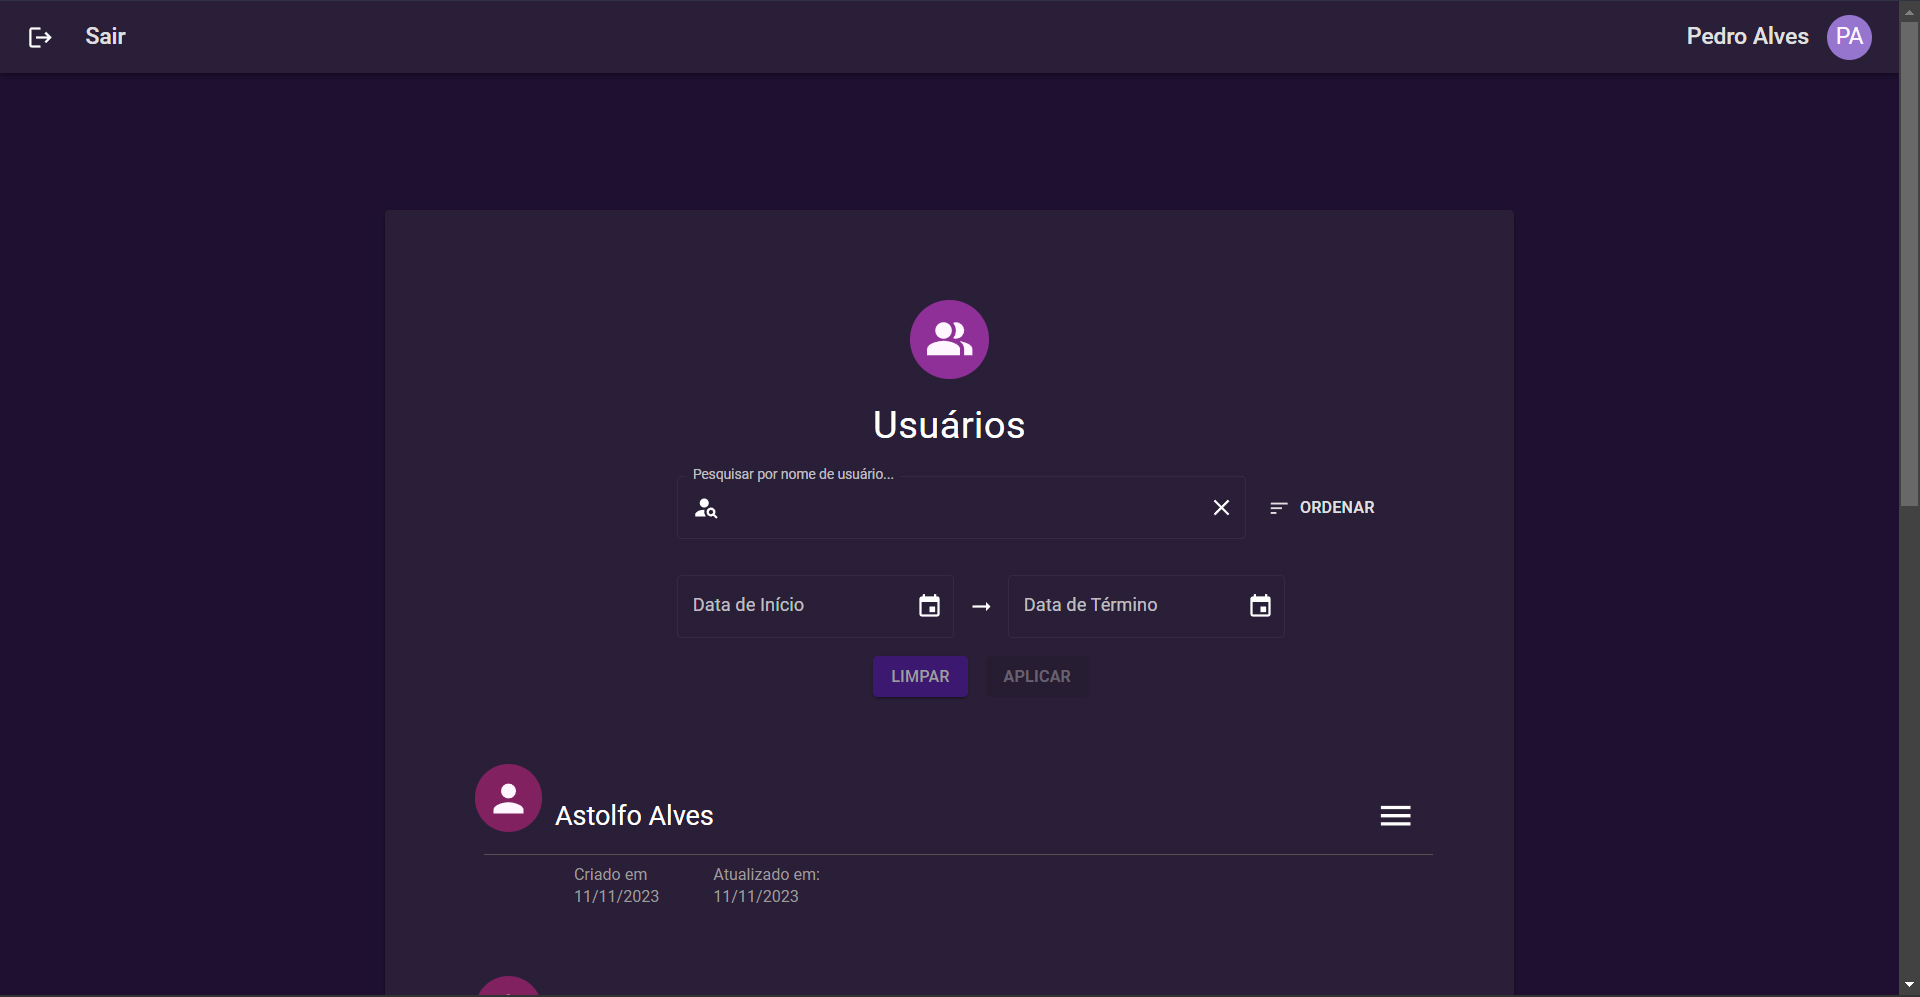 Sair
Pedro Alves
PA
Usuários
Pesquisar por nome de usuário...
ORDENAR
Data de Início
Data de Término
LIMPAR
APLICAR
Astolfo Alves
Criado em
11/11/2023
Atualizado em:
11/11/2023